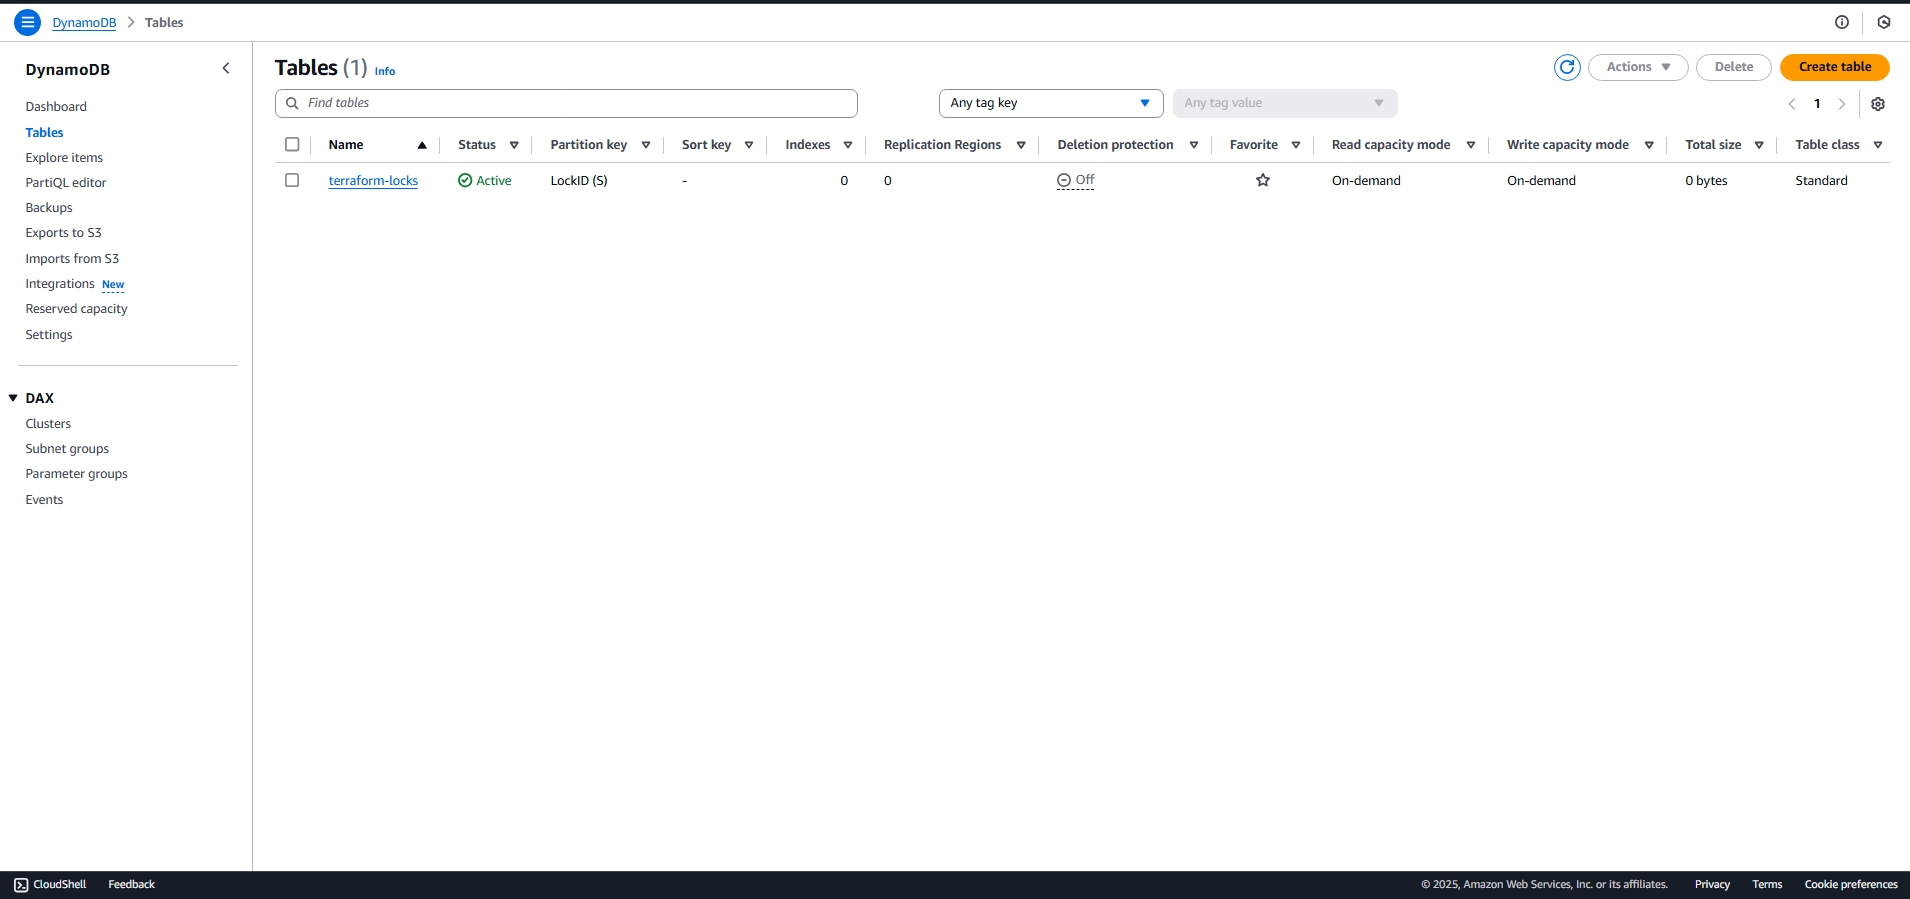 DynamoDB > Tables
DynamoDB
Dashboard
Tables
Explore items
PartiQL editor
Backups
Exports to S3
Imports from S3
Integrations New
Reserved capacity
Settings
DAX
Clusters
Subnet groups
Parameter groups
Events
Tables (1) Info
Actions
Delete
Create table
Find tables
Any tag key
Any tag value
1
Name Status Partition key Sort key Indexes Replication Regions Deletion protection Favorite Read capacity mode Write capacity mode Total size Table class
terraform-locks Active LockID (S) - 0 0 Off On-demand On-demand 0 bytes Standard
CloudShell Feedback © 2025, Amazon Web Services, Inc. or its affiliates. Privacy Terms Cookie preferences